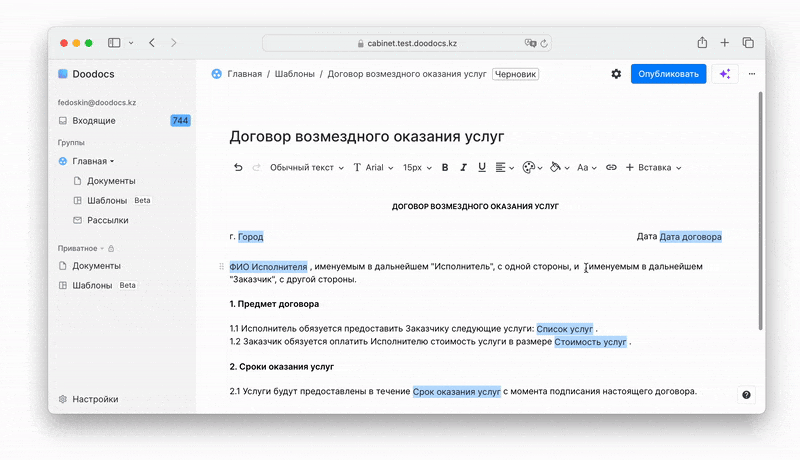 cabinet.test.doodocs.kz
Doodocs
Главная / Шаблоны / Договор возмездного оказания услуг Черновик
Опубликовать
fedoskin@doodocs.kz
Входящие 744
Группы
Главная
Документы
Шаблоны Beta
Рассылки
Приватное
Документы
Шаблоны Beta
Настройки
Договор возмездного оказания услуг
Обычный текст T Arial 15px B I U Aa + Вставка
ДОГОВОР ВОЗМЕЗДНОГО ОКАЗАНИЯ УСЛУГ
г. Город Дата Дата договора
ФИО Исполнителя , именуемым в дальнейшем "Исполнитель", с одной стороны, и именуемым в дальнейшем
"Заказчик", с другой стороны.
1. Предмет договора
1.1 Исполнитель обязуется предоставить Заказчику следующие услуги: Список услуг .
1.2 Заказчик обязуется оплатить Исполнителю стоимость услуги в размере Стоимость услуг .
2. Сроки оказания услуг
2.1 Услуги будут предоставлены в течение Срок оказания услуг с момента подписания настоящего договора.
?